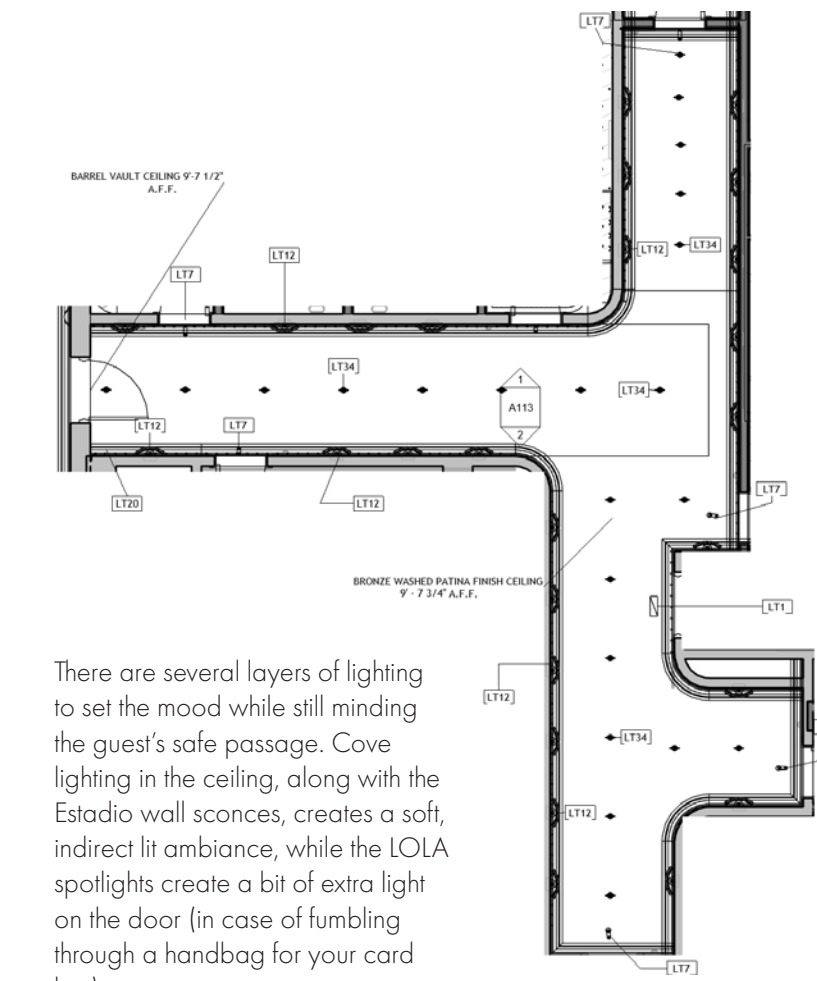 LT7
BARREL VAULT CEILING 9'-7 1/2"
A.F.F.
LT12
LT34
LT12
LT7
LT34
LT34
1
A113
2
LT12
LT7
LT20
LT12
LT7
BRONZE WASHED PATINA FINISH CEILING
9' - 7 3/4" A.F.F.
LT1
LT12
LT34
LT12
LT7
There are several layers of lighting
to set the mood while still minding
the guest's safe passage. Cove
lighting in the ceiling, along with the
Estadio wall sconces, creates a soft,
indirect lit ambiance, while the LOLA
spotlights create a bit of extra light
on the door (in case of fumbling
through a handbag for your card